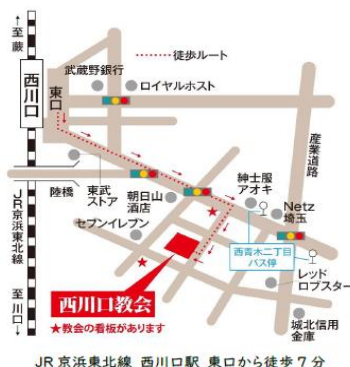 ←至 蕨
西川口
東口
徒歩ルート
武蔵野銀行
ロイヤルホスト
産業道路
陸橋
東武
ストア
朝日山
酒店
セブンイレブン
紳士服
アオキ
Netz
埼玉
西青木二丁目
バス停
レッド
ロブスター
城北信用
金庫
JR京浜東北線
至 川口→
西川口教会
★教会の看板があります
JR京浜東北線 西川口駅 東口から徒歩7分